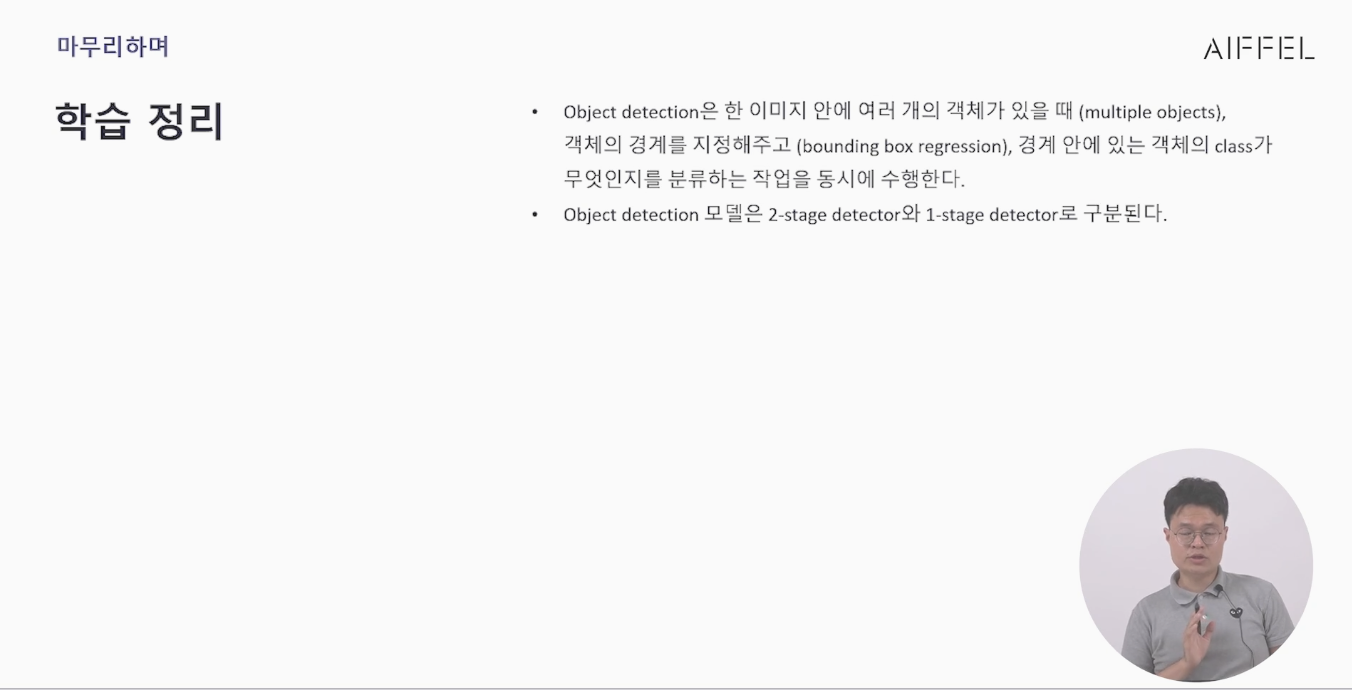 마무리하며
AIFFEL
학습 정리
• Object detection은 한 이미지 안에 여러 개의 객체가 있을 때 (multiple objects),
객체의 경계를 지정해주고 (bounding box regression), 경계 안에 있는 객체의 class가
무엇인지를 분류하는 작업을 동시에 수행한다.
• Object detection 모델은 2-stage detector와 1-stage detector로 구분된다.